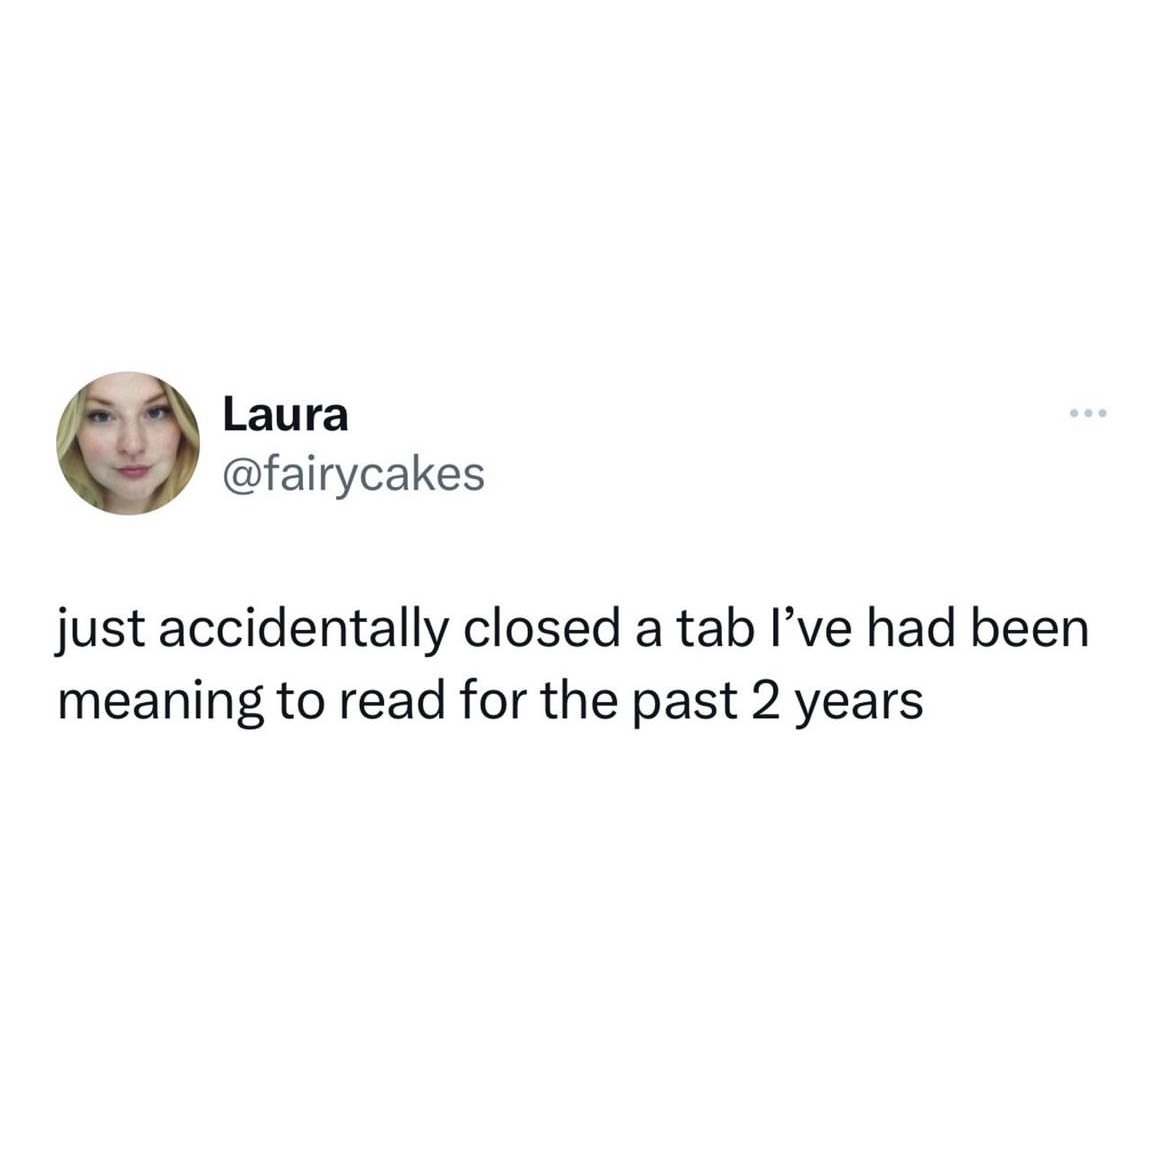 Laura
@fairycakes
just accidentally closed a tab I’ve had been
meaning to read for the past 2 years